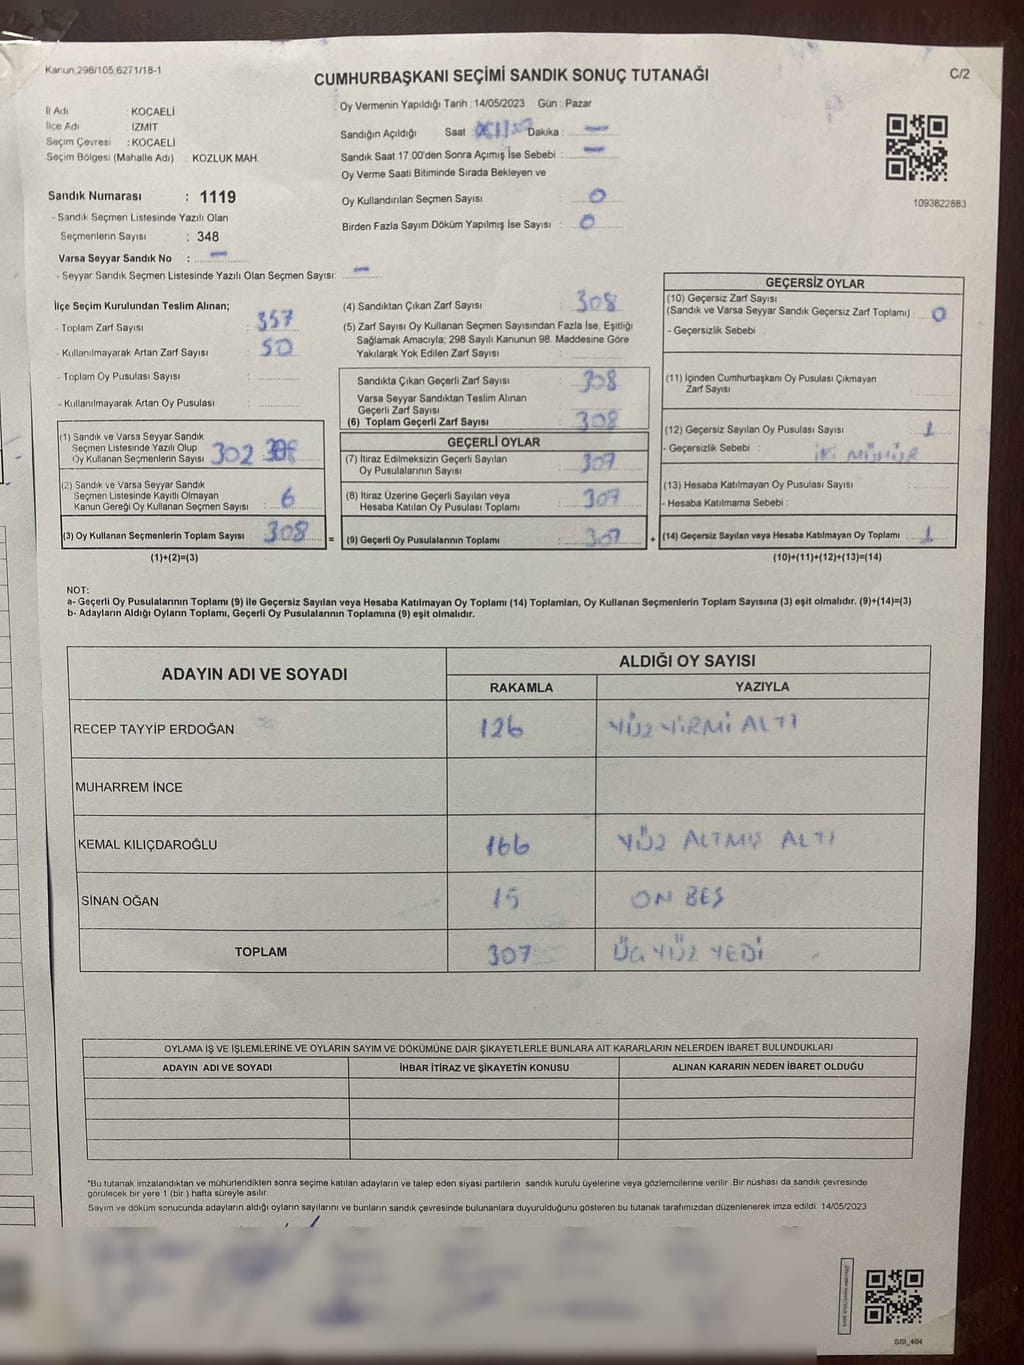 Kanun,298/105,6271/18-1
CUMHURBAŞKANI SEÇİMİ SANDIK SONUÇ TUTANAĞI
C/2
İl Adı : KOCAELİ
İlçe Adı : İZMİT
Seçim Çevresi : KOCAELİ
Seçim Bölgesi (Mahalle Adı) : KOZLUK MAH.
Oy Vermenin Yapıldığı Tarih : 14/05/2023 Gün : Pazar
Sandığın Açıldığı Saat : Dakika : —
Sandık Saat 17:00'den Sonra Açımış İse Sebebi : —
Oy Verme Saati Bitiminde Sırada Bekleyen ve
Oy Kullandırılan Seçmen Sayısı : 0
Birden Fazla Sayım Döküm Yapılmış İse Sayısı : 0
1093822883
Sandık Numarası : 1119
- Sandık Seçmen Listesinde Yazılı Olan
Seçmenlerin Sayısı : 348
Varsa Seyyar Sandık No : —
- Seyyar Sandık Seçmen Listesinde Yazılı Olan Seçmen Sayısı: —
İlçe Seçim Kurulundan Teslim Alınan;
- Toplam Zarf Sayısı : 357
- Kullanılmayarak Artan Zarf Sayısı : 50
- Toplam Oy Pusulası Sayısı :
- Kullanılmayarak Artan Oy Pusulası :
(1) Sandık ve Varsa Seyyar Sandık
Seçmen Listesinde Yazılı Olup
Oy Kullanan Seçmenlerin Sayısı 302
(2) Sandık ve Varsa Seyyar Sandık
Seçmen Listesinde Kayıtlı Olmayan
Kanun Gereği Oy Kullanan Seçmen Sayısı : 6
(3) Oy Kullanan Seçmenlerin Toplam Sayısı : 308
(1)+(2)=(3)
(4) Sandıktan Çıkan Zarf Sayısı : 308
(5) Zarf Sayısı Oy Kullanan Seçmen Sayısından Fazla İse, Eşitliği
Sağlamak Amacıyla; 298 Sayılı Kanunun 98. Maddesine Göre
Yakılarak Yok Edilen Zarf Sayısı :
Sandıkta Çıkan Geçerli Zarf Sayısı : 308
Varsa Seyyar Sandıktan Teslim Alınan
Geçerli Zarf Sayısı :
(6) Toplam Geçerli Zarf Sayısı : 308
GEÇERLİ OYLAR
(7) İtiraz Edilmeksizin Geçerli Sayılan
Oy Pusulalarının Sayısı : 307
(8) İtiraz Üzerine Geçerli Sayılan veya
Hesaba Katılan Oy Pusulası Toplamı : 307
= (9) Geçerli Oy Pusulalarının Toplamı : 307
GEÇERSİZ OYLAR
(10) Geçersiz Zarf Sayısı
(Sandık ve Varsa Seyyar Sandık Geçersiz Zarf Toplamı) : 0
- Geçersizlik Sebebi :
(11) İçinden Cumhurbaşkanı Oy Pusulası Çıkmayan
Zarf Sayısı :
(12) Geçersiz Sayılan Oy Pusulası Sayısı : 1
- Geçersizlik Sebebi : İKİ MÜHÜR
(13) Hesaba Katılmayan Oy Pusulası Sayısı :
- Hesaba Katılmama Sebebi :
+ (14) Geçersiz Sayılan veya Hesaba Katılmayan Oy Toplamı : 1
(10)+(11)+(12)+(13)=(14)
NOT:
a- Geçerli Oy Pusulalarının Toplamı (9) ile Geçersiz Sayılan veya Hesaba Katılmayan Oy Toplamı (14) Toplamları, Oy Kullanan Seçmenlerin Toplam Sayısına (3) eşit olmalıdır. (9)+(14)=(3)
b- Adayların Aldığı Oyların Toplamı, Geçerli Oy Pusulalarının Toplamına (9) eşit olmalıdır.
ADAYIN ADI VE SOYADI
ALDIĞI OY SAYISI
RAKAMLA YAZIYLA
RECEP TAYYİP ERDOĞAN 126 YÜZ YİRMİ ALTI
MUHARREM İNCE
KEMAL KILIÇDAROĞLU 166 YÜZ ALTMIŞ ALTI
SİNAN OĞAN 15 ON BEŞ
TOPLAM 307 ÜÇ YÜZ YEDİ
OYLAMA İŞ VE İŞLEMLERİNE VE OYLARIN SAYIM VE DÖKÜMÜNE DAİR ŞİKAYETLERLE BUNLARA AİT KARARLARIN NELERDEN İBARET BULUNDUKLARI
ADAYIN ADI VE SOYADI İHBAR İTİRAZ VE ŞİKAYETİN KONUSU ALINAN KARARIN NEDEN İBARET OLDUĞU
*Bu tutanak imzalandıktan ve mühürlendikten sonra seçime katılan adayların ve talep eden siyasi partilerin sandık kurulu üyelerine veya gözlemcilerine verilir .Bir nüshası da sandık çevresinde
görülecek bir yere 1 (bir ) hafta süreyle asılır.
Sayım ve döküm sonucunda adayların aldığı oyların sayılarını ve bunların sandık çevresinde bulunanlara duyurulduğunu gösteren bu tutanak tarafımızdan düzenlenerek imza edildi. 14/05/2023
SSI_404